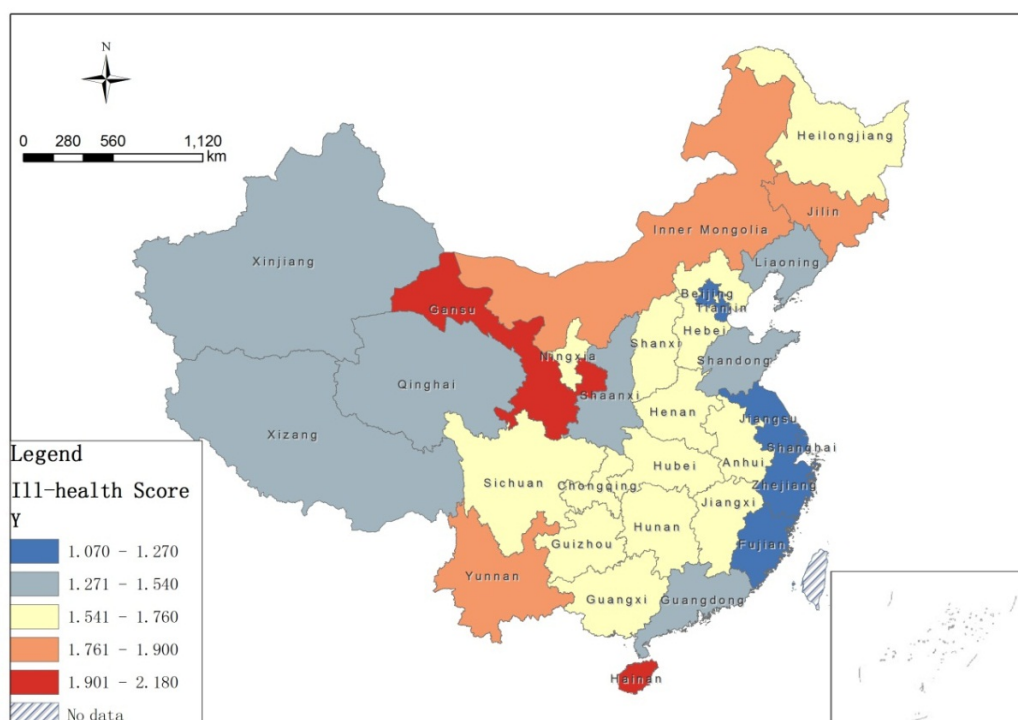 N
0 280 560 1,120
km
Heilongjiang
Jilin
Inner Mongolia
Liaoning
Xinjiang
Beijing
Tianjin
Gansu
Hebei
Shanxi
Ningxia
Shandong
Qinghai
Shaanxi
Henan
Jiangsu
Xizang
Shanghai
Hubei
Anhui
Sichuan
Chongqing
Zhejiang
Jiangxi
Hunan
Guizhou
Fujian
Yunnan
Guangxi
Guangdong
Hainan
Legend
Ill-health Score
Y
1.070 - 1.270
1.271 - 1.540
1.541 - 1.760
1.761 - 1.900
1.901 - 2.180
No data